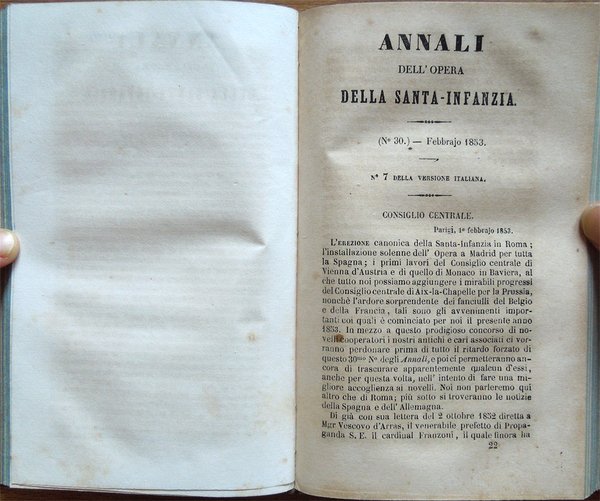 ANNALI
DELL'OPERA
DELLA SANTA-INFANZIA.
(Nº 30.) — Febbrajo 1853.
Nº 7 DELLA VERSIONE ITALIANA.
CONSIGLIO CENTRALE.
Parigi, 1º febbrajo 1853.
L'EREZIONE canonica della Santa-Infanzia in Roma;
l'installazione solenne dell' Opera a Madrid per tutta
la Spagna; i primi lavori del Consiglio centrale di
Vienna d'Austria e di quello di Monaco in Baviera, al
che tutto noi possiamo aggiungere i mirabili progressi
del Consiglio centrale di Aix-la-Chapelle per la Prussia,
nonchè l'ardore sorprendente dei fanciulli del Belgio
e della Francia, tali sono gli avvenimenti impor-
tanti coi quali è cominciato per noi il presente anno
1853. In mezzo a questo prodigioso concorso di no-
velli cooperatori i nostri antichi e cari associati ci vor-
ranno perdonare prima di tutto il ritardo forzato di
questo 30mo Nº degli Annali, e poi ci permetteranno an-
cora di trascurare apparentemente qualcun d'essi,
anche per questa volta, nell' intento di fare una mi-
gliore accoglienza ai novelli. Noi non parleremo qui
altro che di Roma; più sotto si troveranno le notizie
della Spagna e dell' Allemagna.
Di già con sua lettera del 2 ottobre 1852 diretta a
Mgr Vescovo d'Arras, il venerabile prefetto di Propa-
ganda S. E. il cardinal Franzoni, il quale finora ha
22